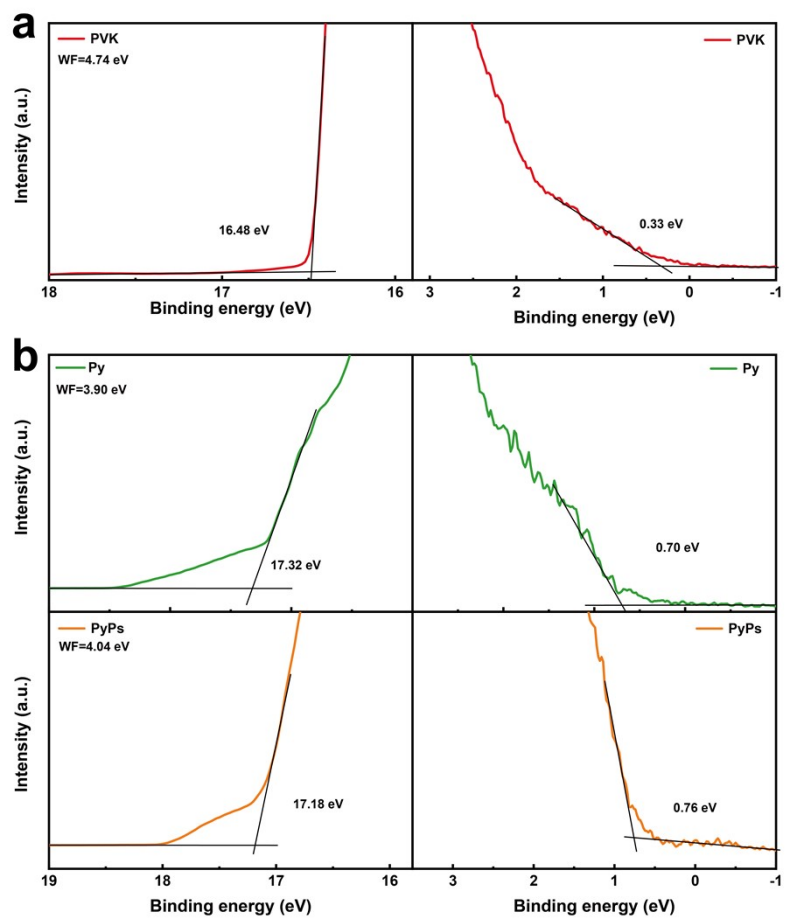 a
PVK
WF=4.74 eV
16.48 eV
PVK
0.33 eV
Intensity (a.u.)
18 17 16
3 2 1 0 -1
Binding energy (eV)
Binding energy (eV)
b
Py
WF=3.90 eV
17.32 eV
Py
0.70 eV
Intensity (a.u.)
PyPs
WF=4.04 eV
17.18 eV
PyPs
0.76 eV
Intensity (a.u.)
19 18 17 16
3 2 1 0 -1
Binding energy (eV)
Binding energy (eV)